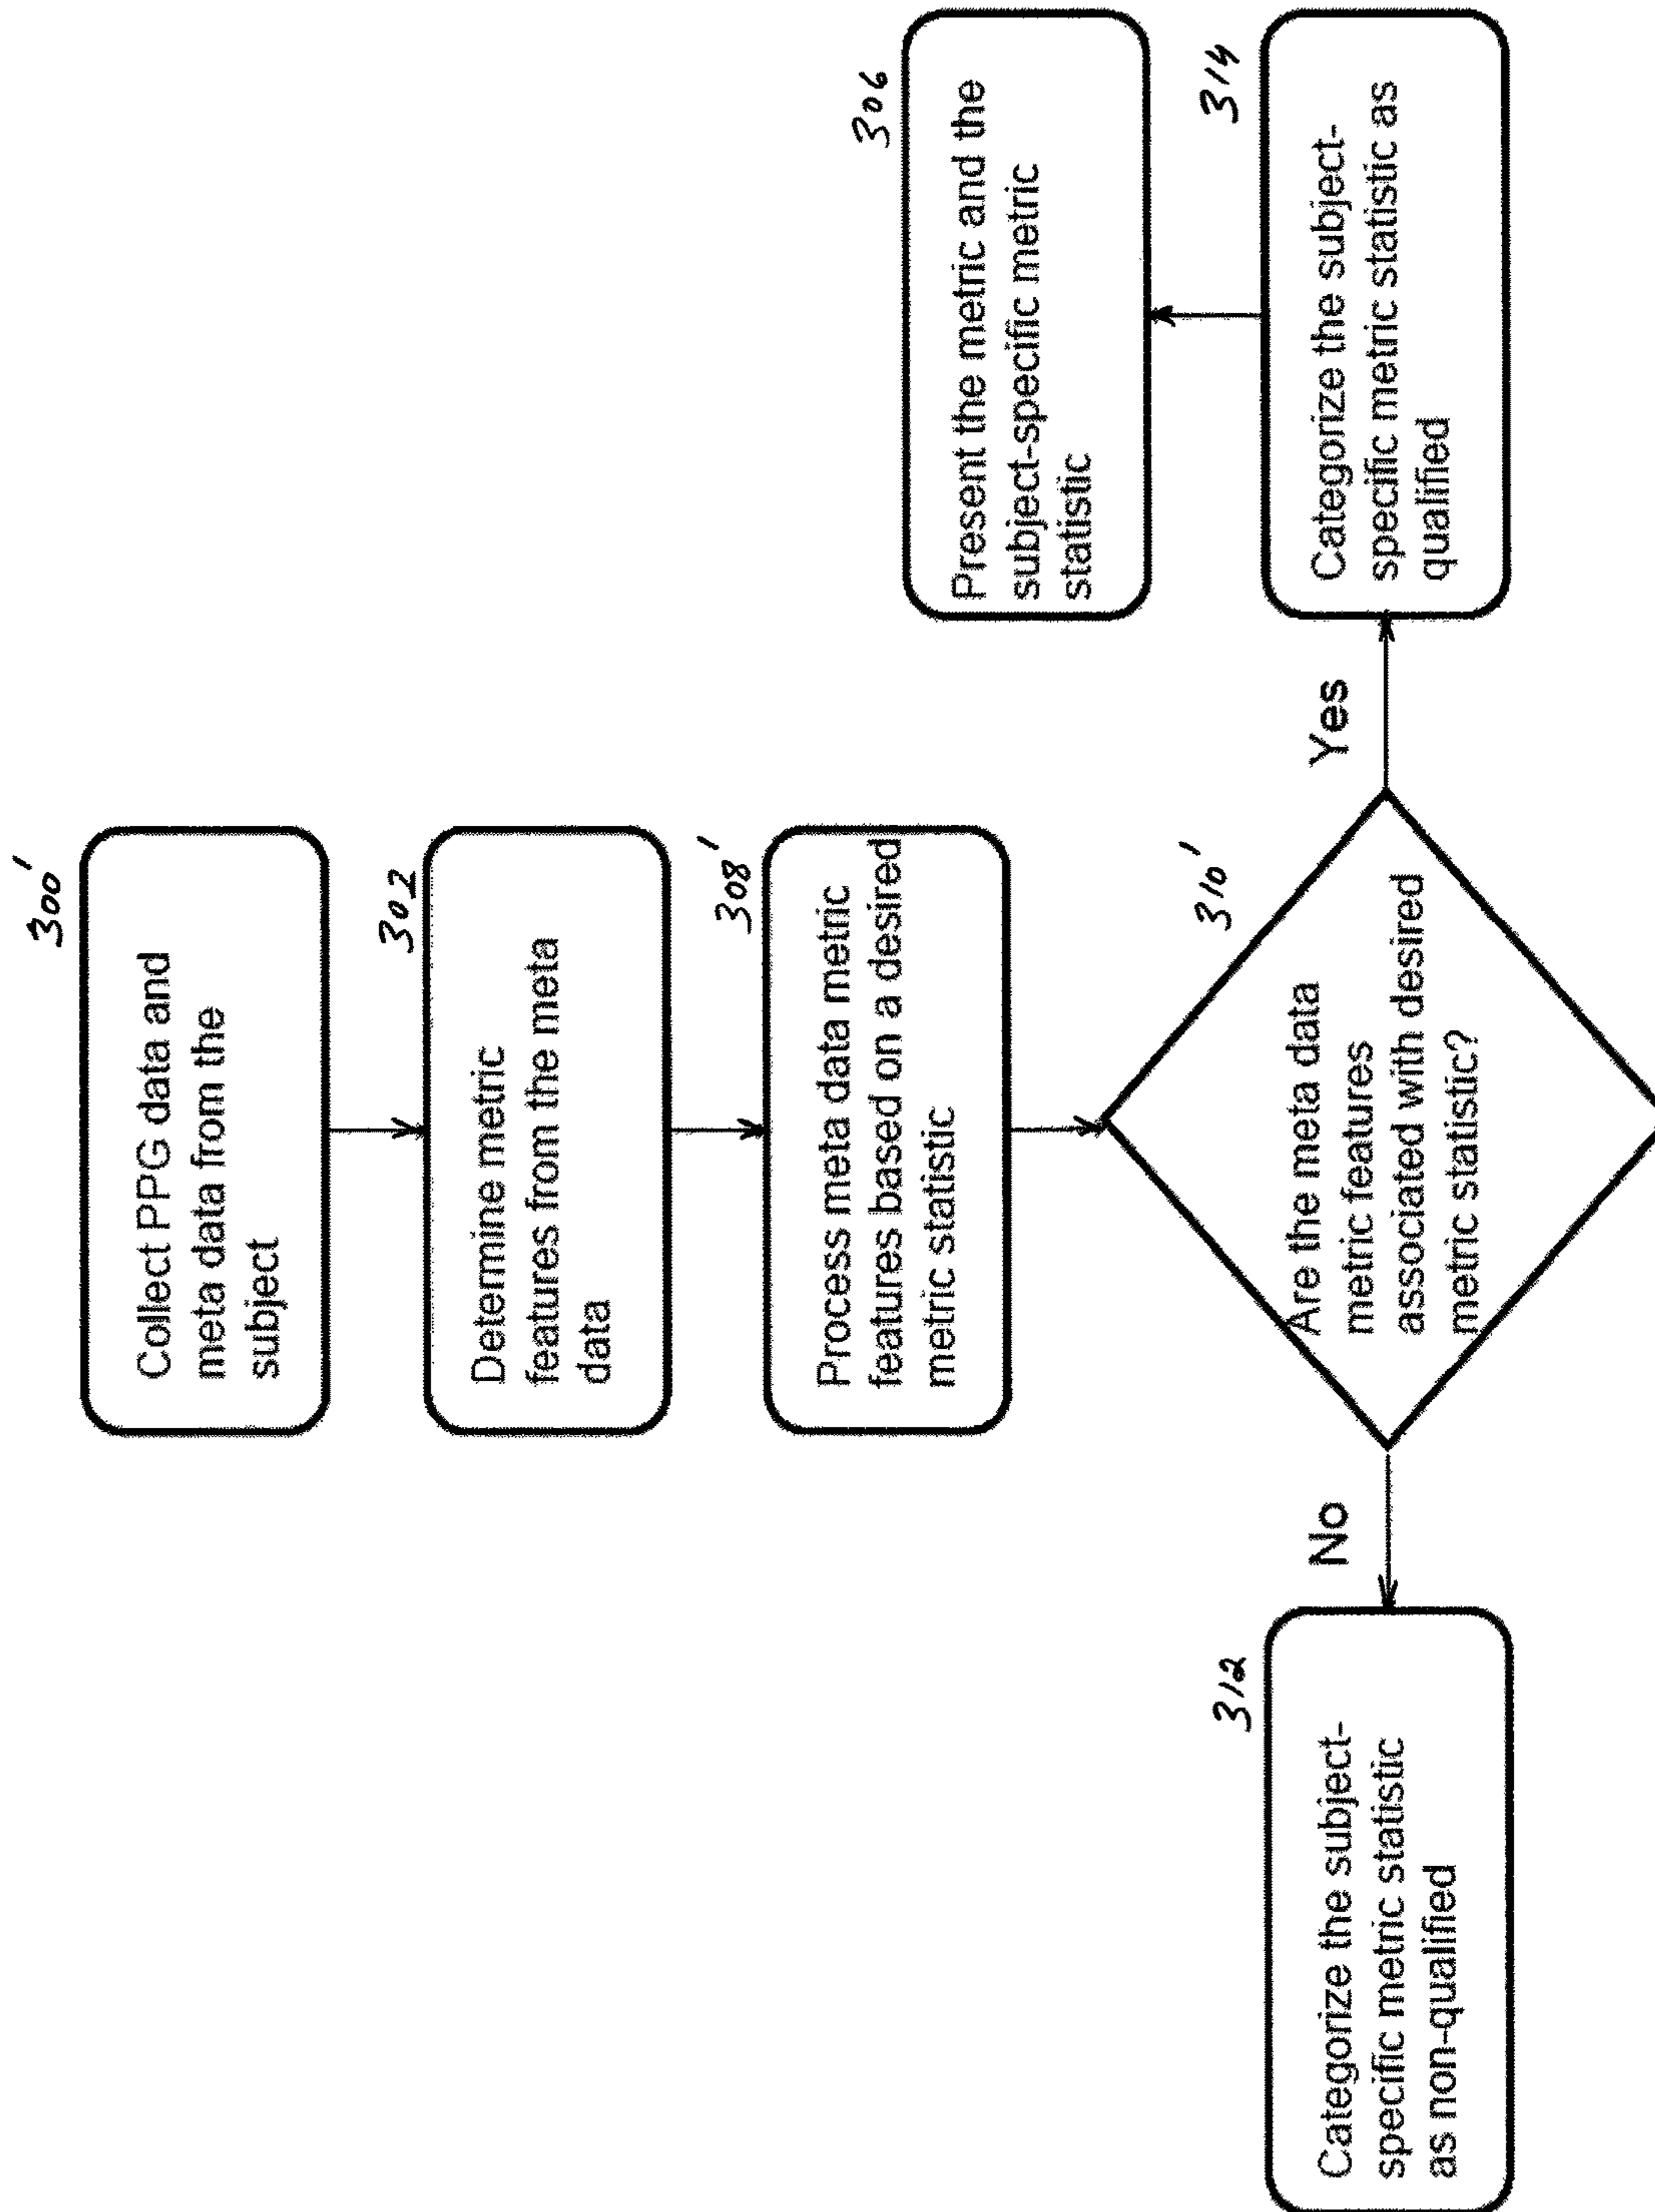 300'
Collect PPG data and
meta data from the
subject
302
Determine metric
features from the meta
data
308'
Process meta data metric
features based on a desired
metric statistic
310'
Are the meta data
metric features
associated with desired
metric statistic?
No
Yes
312
Categorize the subject-
specific metric statistic
as non-qualified
314
Categorize the subject-
specific metric statistic as
qualified
306
Present the metric and the
subject-specific metric
statistic